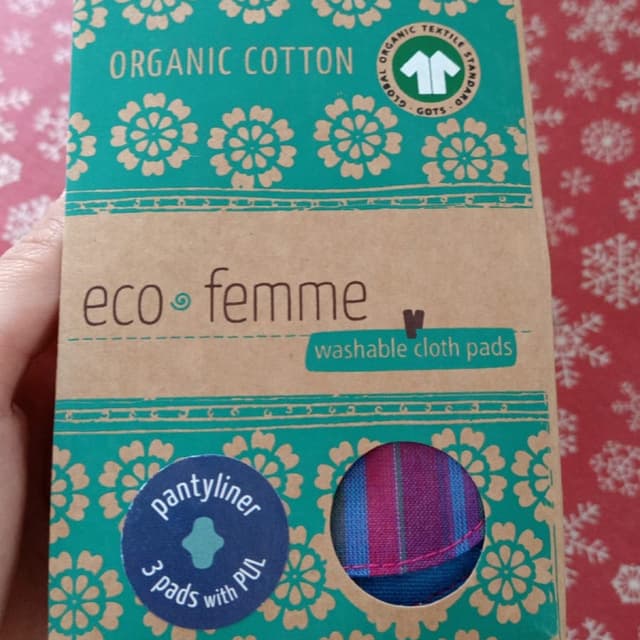 ORGANIC COTTON
GLOBAL ORGANIC TEXTILE STANDARD · GOTS ·
eco femme
washable cloth pads
pantyliner
3 pads with PUL